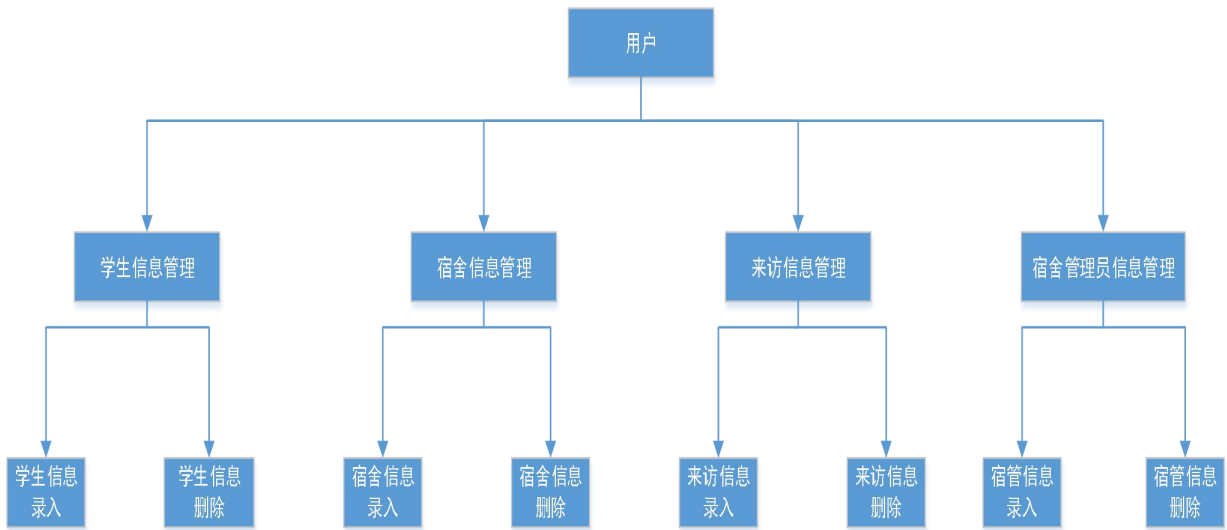 用户
学生信息管理
宿舍信息管理
来访信息管理
宿舍管理员信息管理
学生信息
录入
学生信息
删除
宿舍信息
录入
宿舍信息
删除
来访信息
录入
来访信息
删除
宿管信息
录入
宿管信息
删除